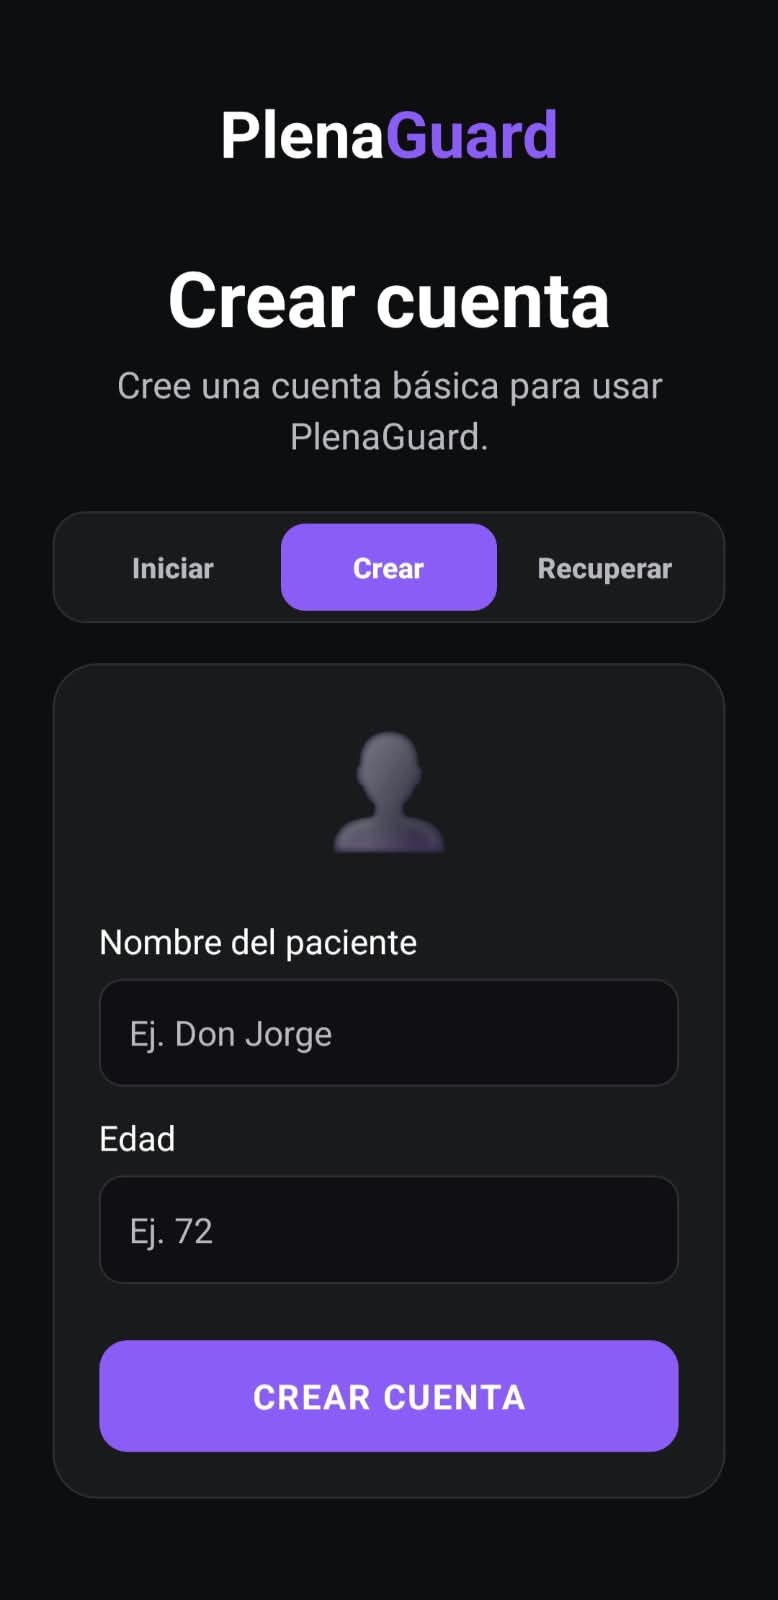 PlenaGuard
Crear cuenta
Cree una cuenta básica para usar
PlenaGuard.
Iniciar
Crear
Recuperar
Nombre del paciente
Ej. Don Jorge
Edad
Ej. 72
CREAR CUENTA